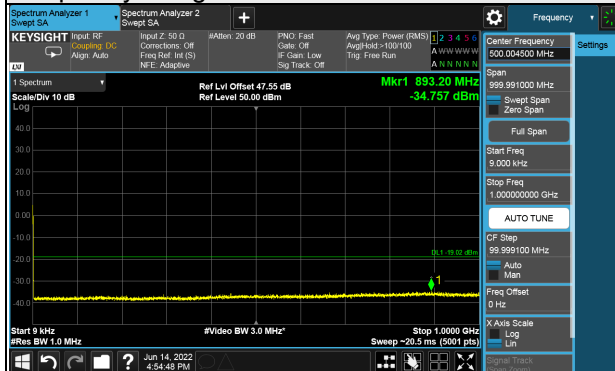 Spectrum Analyzer 1
Swept SA
Spectrum Analyzer 2
Swept SA
Frequency
KEYSIGHT
Input: RF
Coupling: DC
Align: Auto
Input Z: 50 Ω
Corrections: Off
Freq Ref: Int (S)
NFE: Adaptive
#Atten: 20 dB
PNO: Fast
Gate: Off
IF Gain: Low
Sig Track: Off
Avg Type: Power (RMS)
Avg|Hold:>100/100
Trig: Free Run
1 2 3 4 5 6
A W W W W W
A N N N N N
LXI
1 Spectrum
Scale/Div 10 dB
Log
Ref Lvl Offset 47.55 dB
Ref Level 50.00 dBm
Mkr1 893.20 MHz
-34.757 dBm
40.0
30.0
20.0
10.0
0.00
-10.0
-20.0
-30.0
-40.0
DL1 -19.02 dBm
1
Start 9 kHz
#Res BW 1.0 MHz
#Video BW 3.0 MHz*
Stop 1.0000 GHz
Sweep ~20.5 ms (5001 pts)
?
Jun 14, 2022
4:54:48 PM
Center Frequency
500.004500 MHz
Settings
Span
999.991000 MHz
Swept Span
Zero Span
Full Span
Start Freq
9.000 kHz
Stop Freq
1.000000000 GHz
AUTO TUNE
CF Step
99.999100 MHz
Auto
Man
Freq Offset
0 Hz
X Axis Scale
Log
Lin
Signal Track
(Span Zoom)